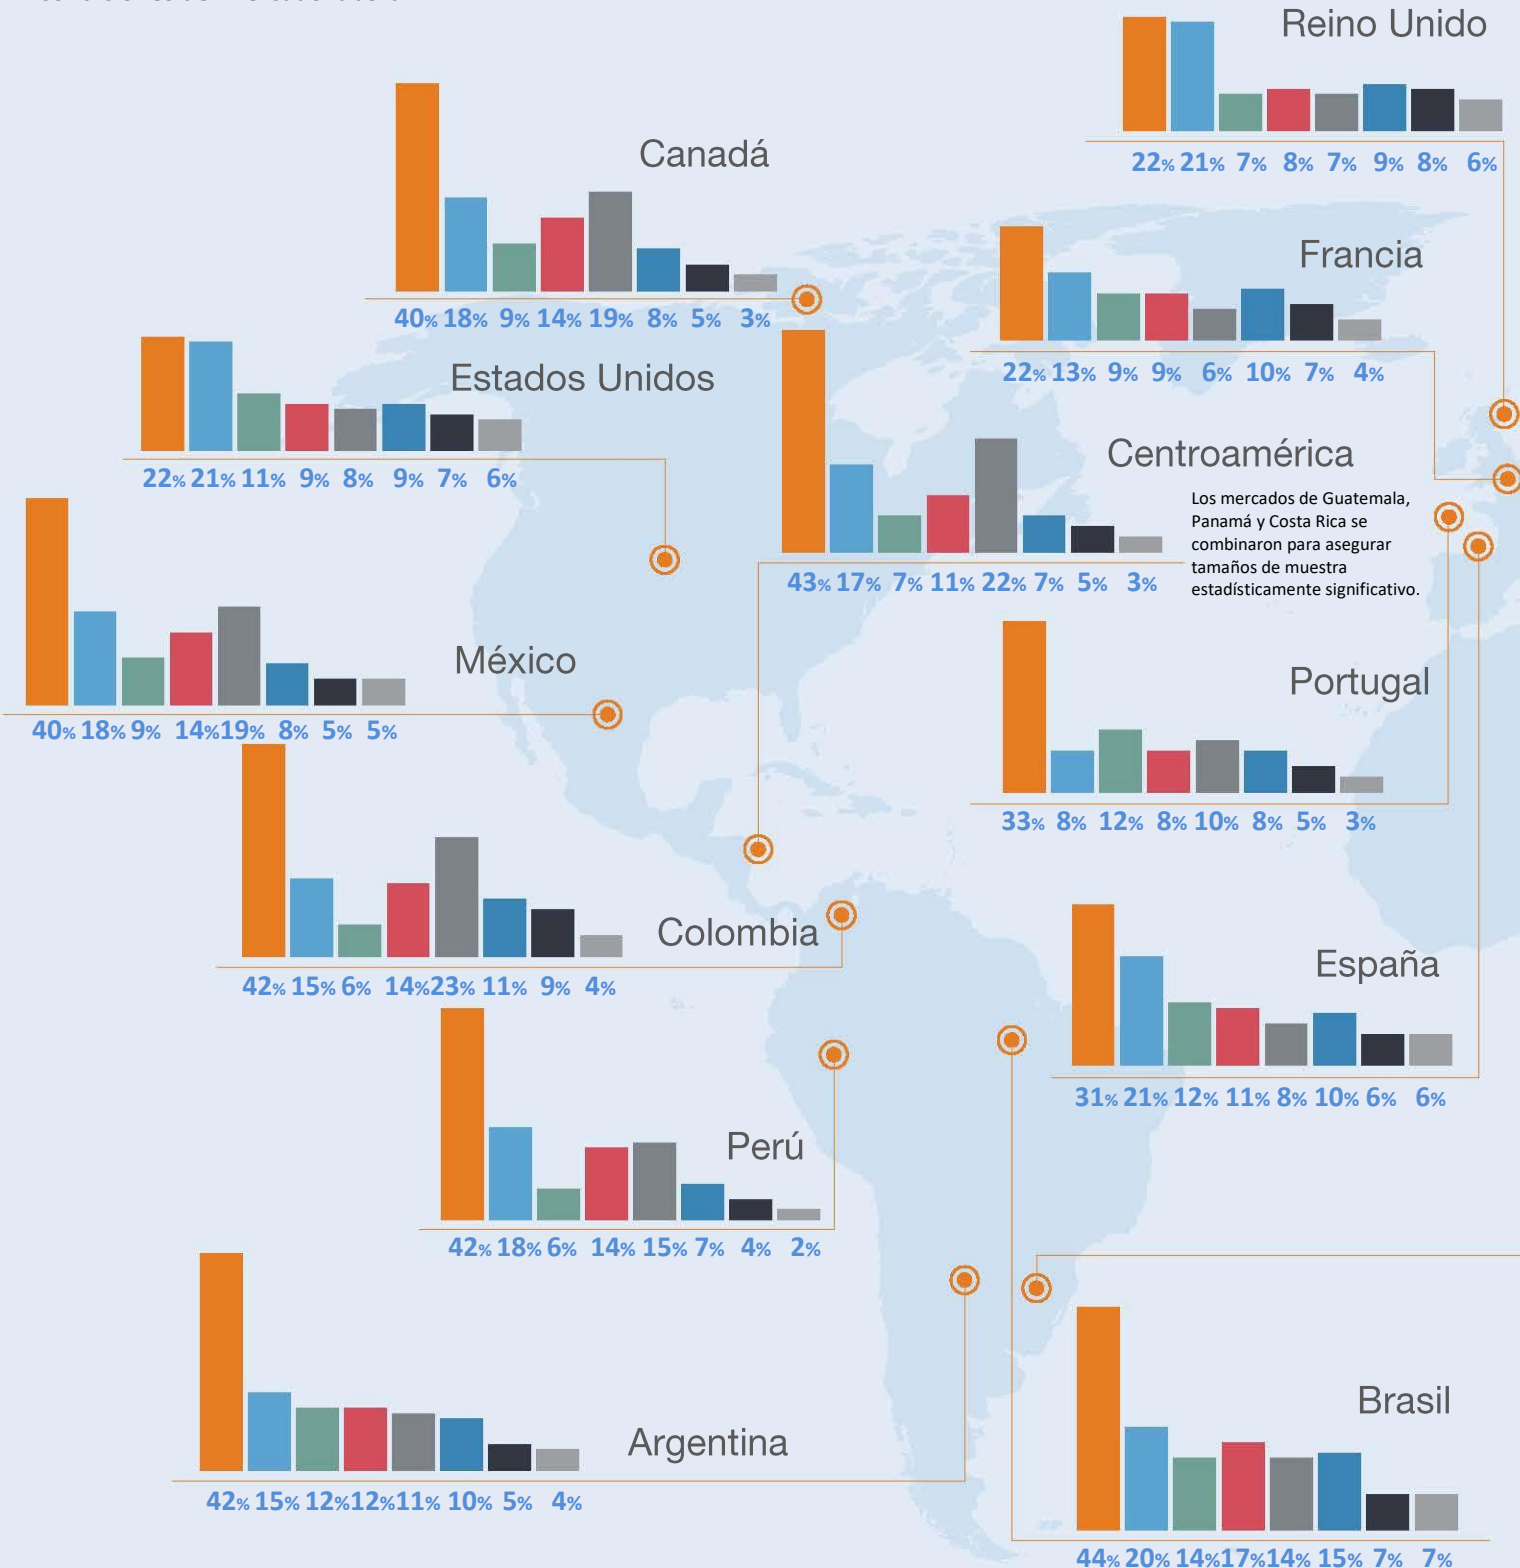 Reino Unido
22% 21% 7% 8% 7% 9% 8% 6%
Canadá
40% 18% 9% 14% 19% 8% 5% 3%
Francia
22% 13% 9% 9% 6% 10% 7% 4%
Estados Unidos
22% 21% 11% 9% 8% 9% 7% 6%
Centroamérica
Los mercados de Guatemala,
Panamá y Costa Rica se
combinaron para asegurar
tamaños de muestra
estadísticamente significativo.
43% 17% 7% 11% 22% 7% 5% 3%
México
40% 18% 9% 14% 19% 8% 5% 5%
Portugal
33% 8% 12% 8% 10% 8% 5% 3%
Colombia
42% 15% 6% 14% 23% 11% 9% 4%
España
31% 21% 12% 11% 8% 10% 6% 6%
Perú
42% 18% 6% 14% 15% 7% 4% 2%
Argentina
42% 15% 12% 12% 11% 10% 5% 4%
Brasil
44% 20% 14% 17% 14% 15% 7% 7%